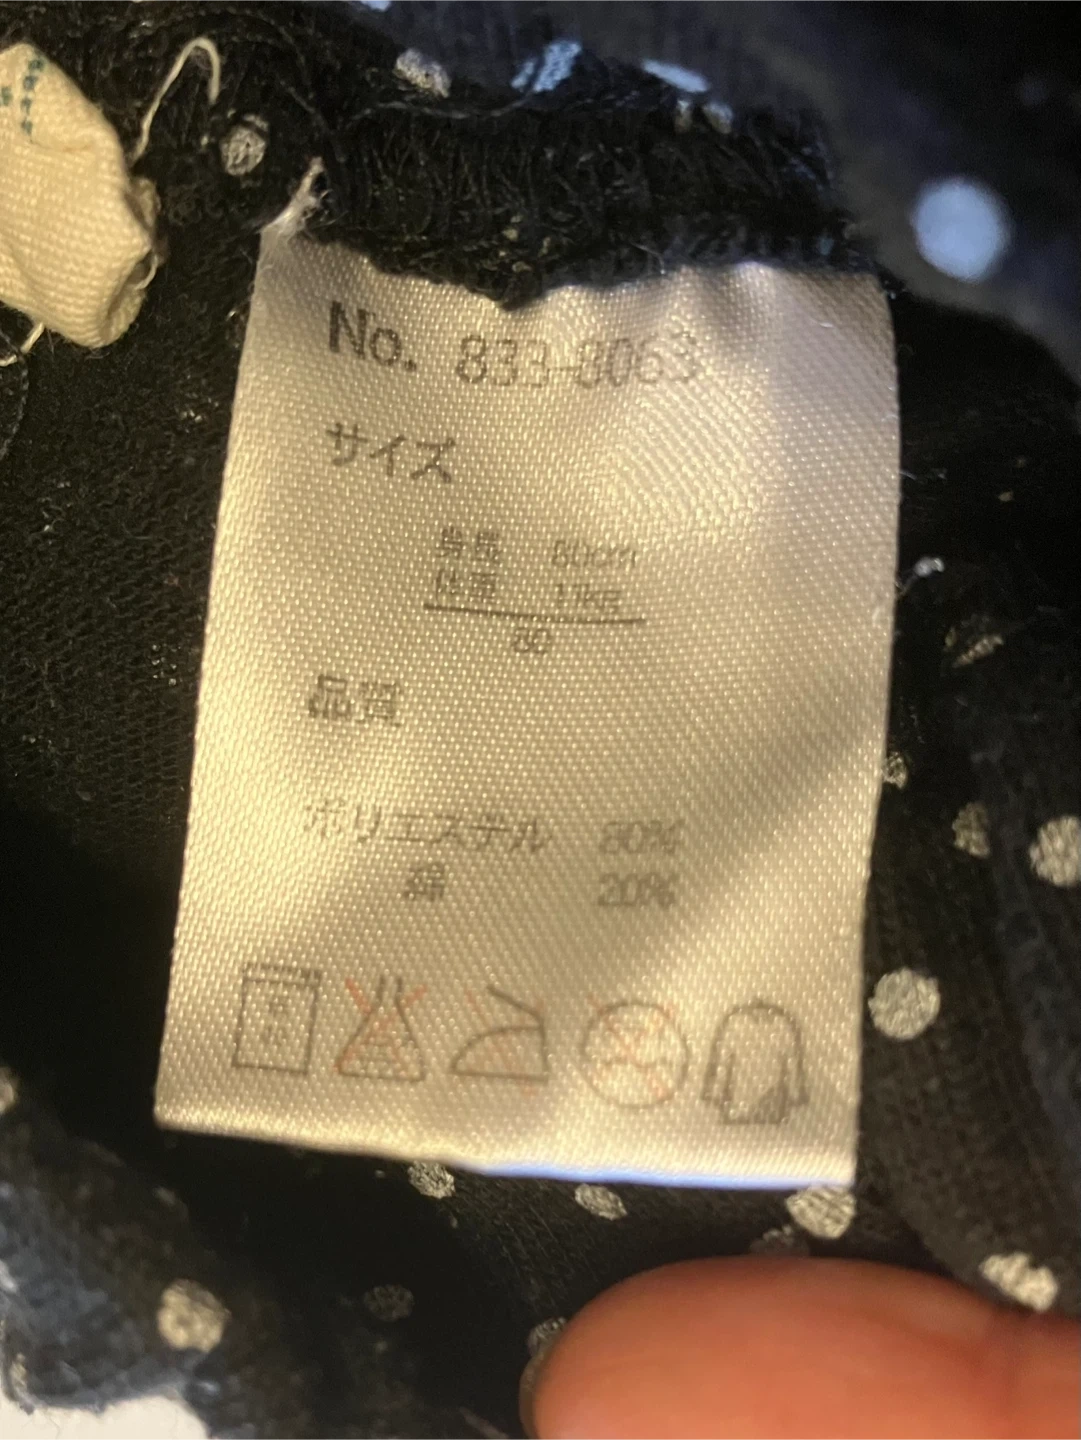 No. 833-8063
サイズ
身長 80cm
体重 11kg
80
品質
ポリエステル 80%
綿 20%